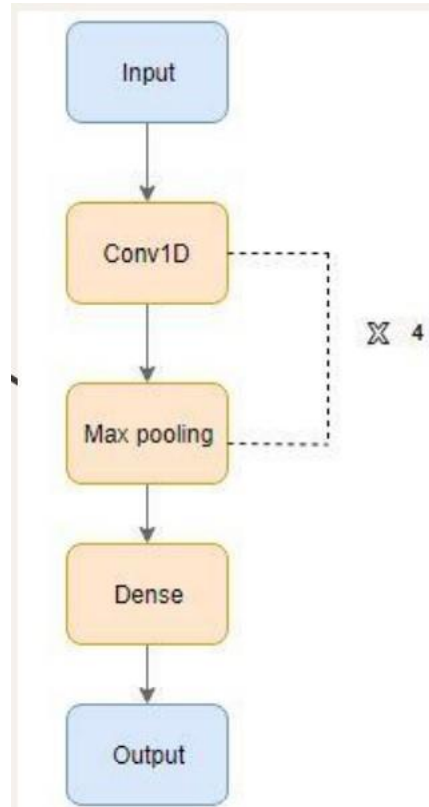 Input
Conv1D
X 4
Max pooling
Dense
Output